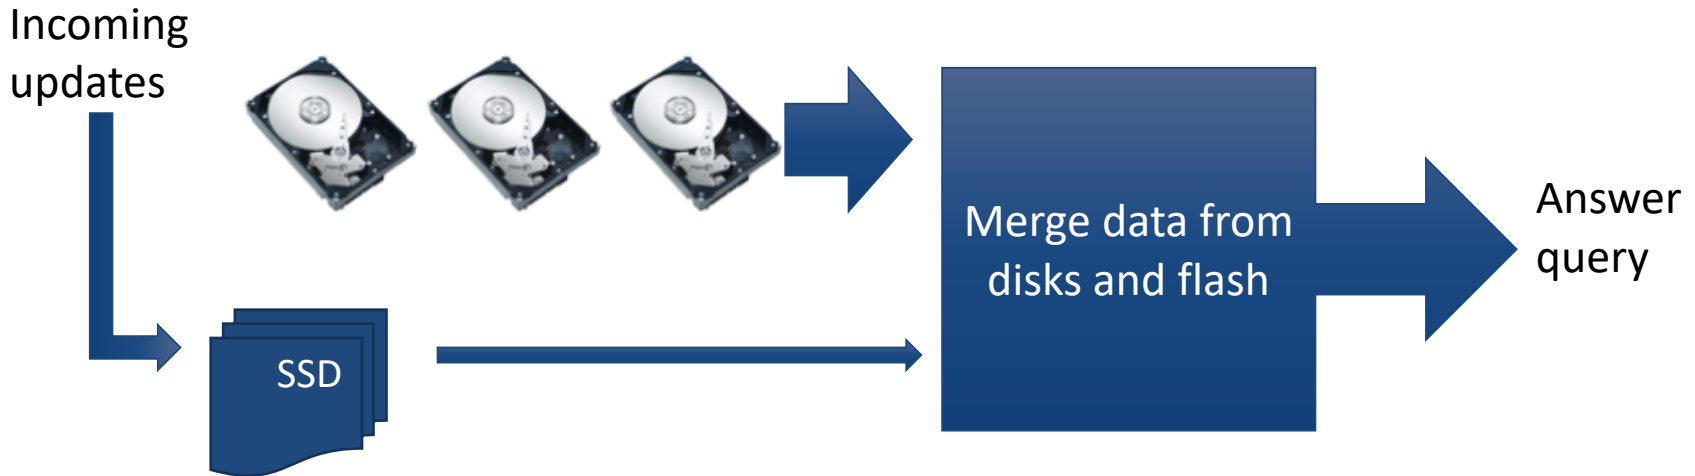 Incoming
updates
Merge data from
disks and flash
Answer
query
SSD